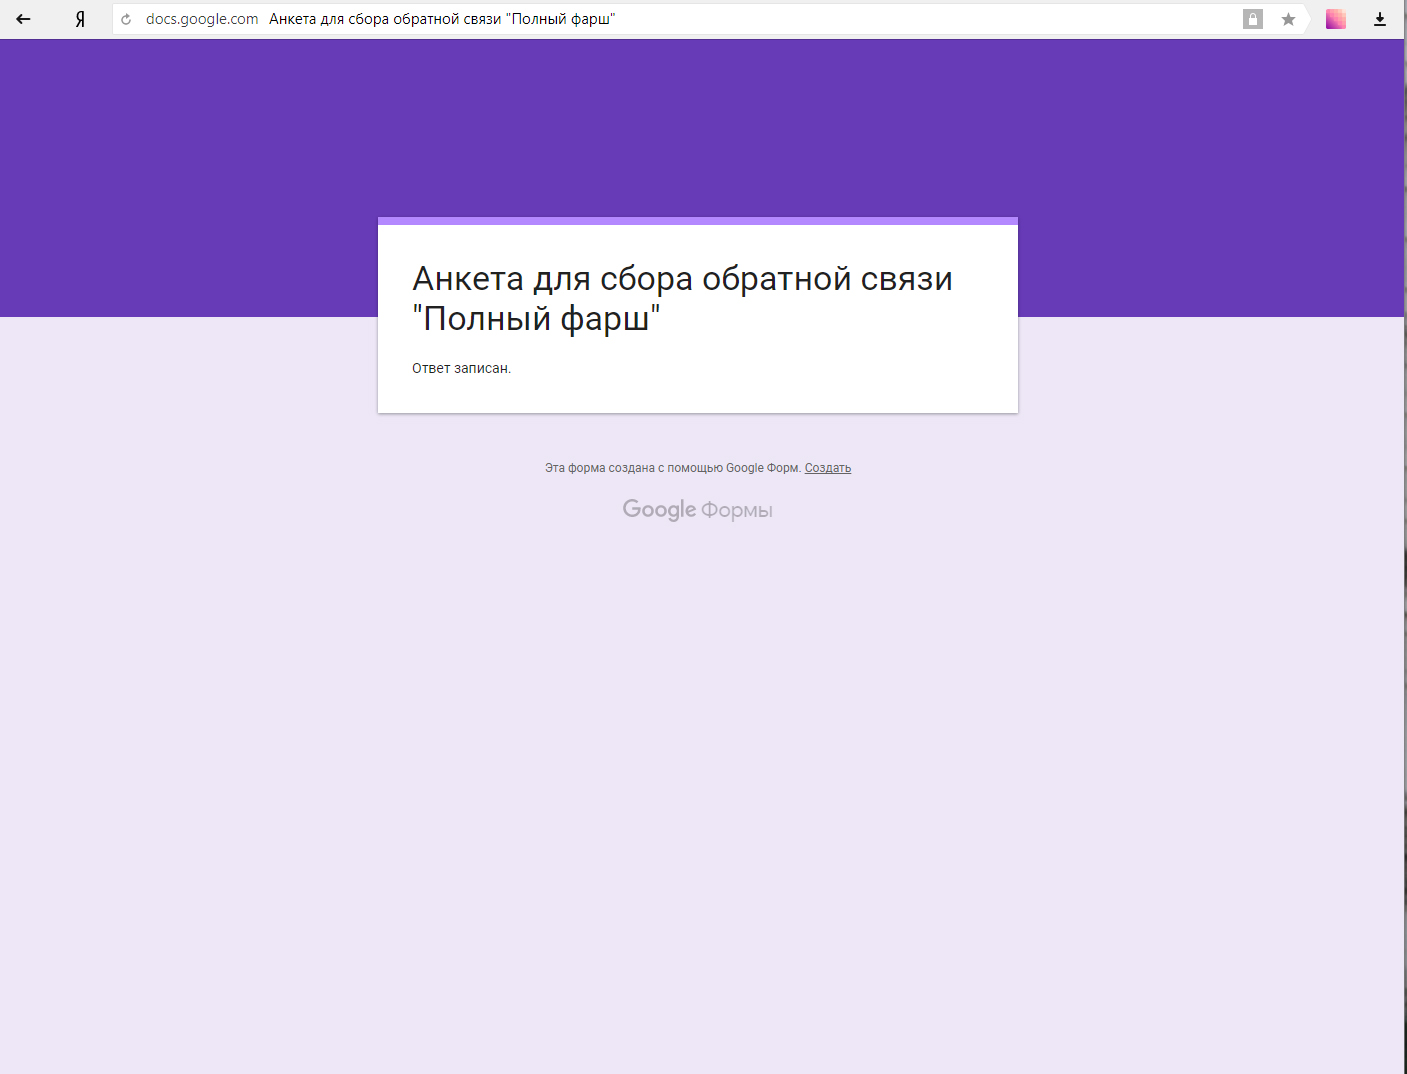 Я docs.google.com Анкета для сбора обратной связи "Полный фарш"
Анкета для сбора обратной связи
"Полный фарш"
Ответ записан.
Эта форма создана с помощью Google Форм. Создать
Google Формы